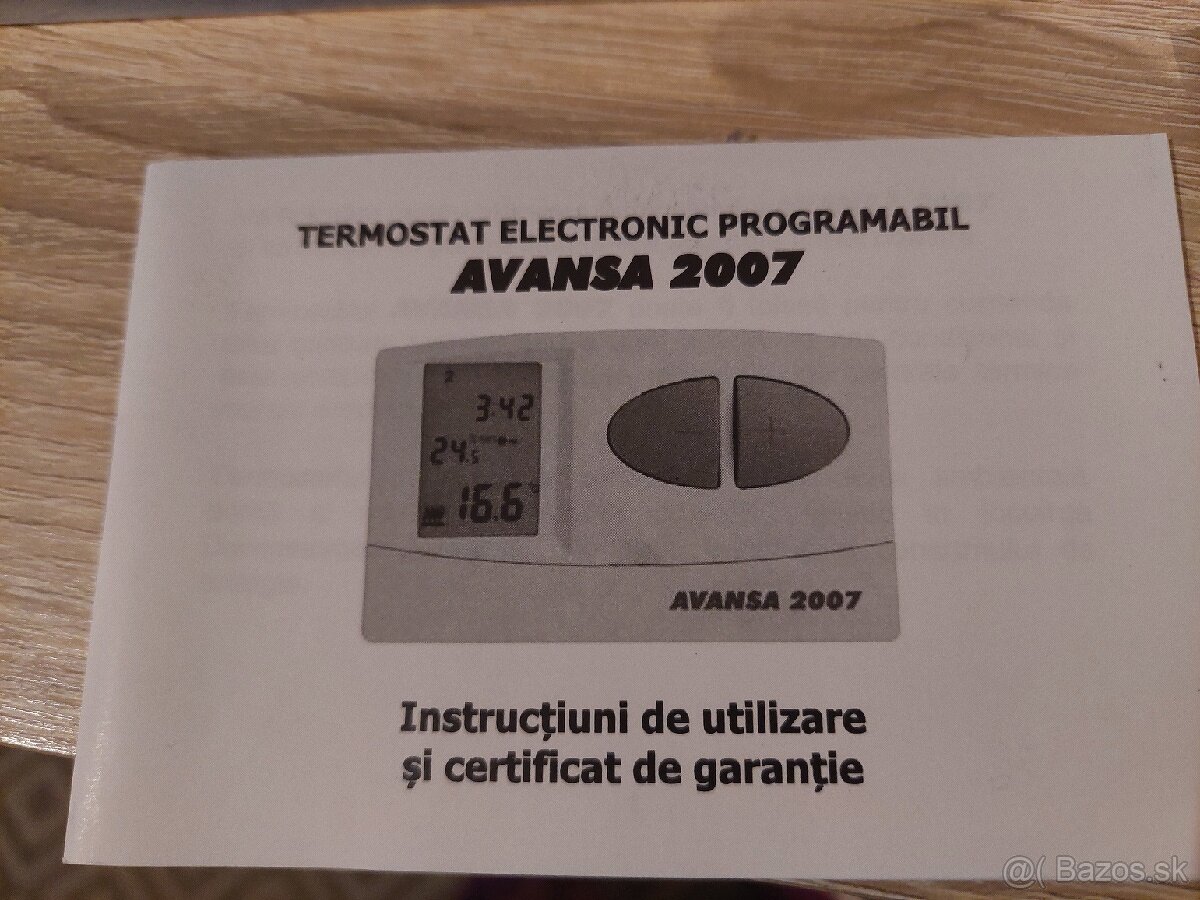 TERMOSTAT ELECTRONIC PROGRAMABIL
AVANSA 2007
2
3:42
24.5
16.6°
AVANSA 2007
Instrucțiuni de utilizare
și certificat de garanție
@( Bazos.sk